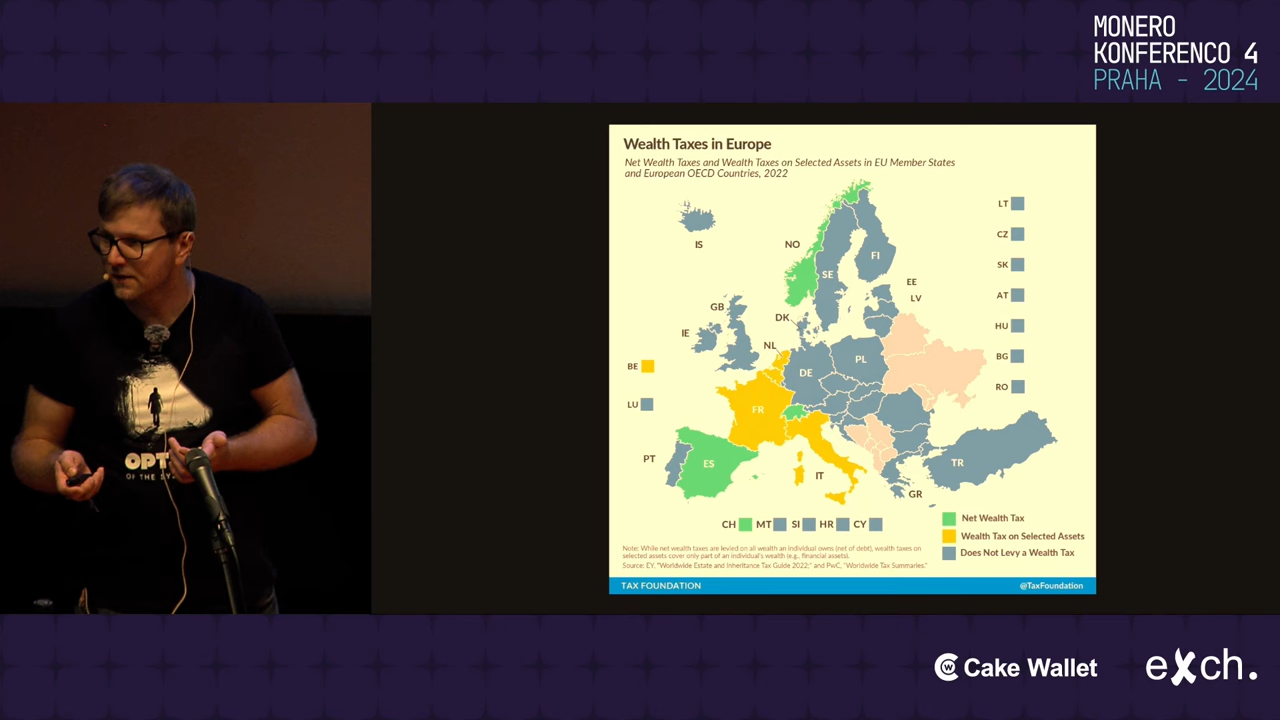 MONERO
KONFERENCO 4
PRAHA - 2024
OPT
OF THE SY
Wealth Taxes in Europe
Net Wealth Taxes and Wealth Taxes on Selected Assets in EU Member States
and European OECD Countries, 2022
IS
NO
SE
FI
EE
LV
GB
IE
DK
NL
BE
LU
DE
PL
FR
PT
ES
IT
TR
GR
LT
CZ
SK
AT
HU
BG
RO
CH
MT
SI
HR
CY
Net Wealth Tax
Wealth Tax on Selected Assets
Does Not Levy a Wealth Tax
Note: While net wealth taxes are levied on all wealth an individual owns (net of debt), wealth taxes on
selected assets cover only part of an individual's wealth (e.g., financial assets).
Source: EY, "Worldwide Estate and Inheritance Tax Guide 2022;" and PwC, "Worldwide Tax Summaries."
TAX FOUNDATION
@TaxFoundation
Cake Wallet
exch.